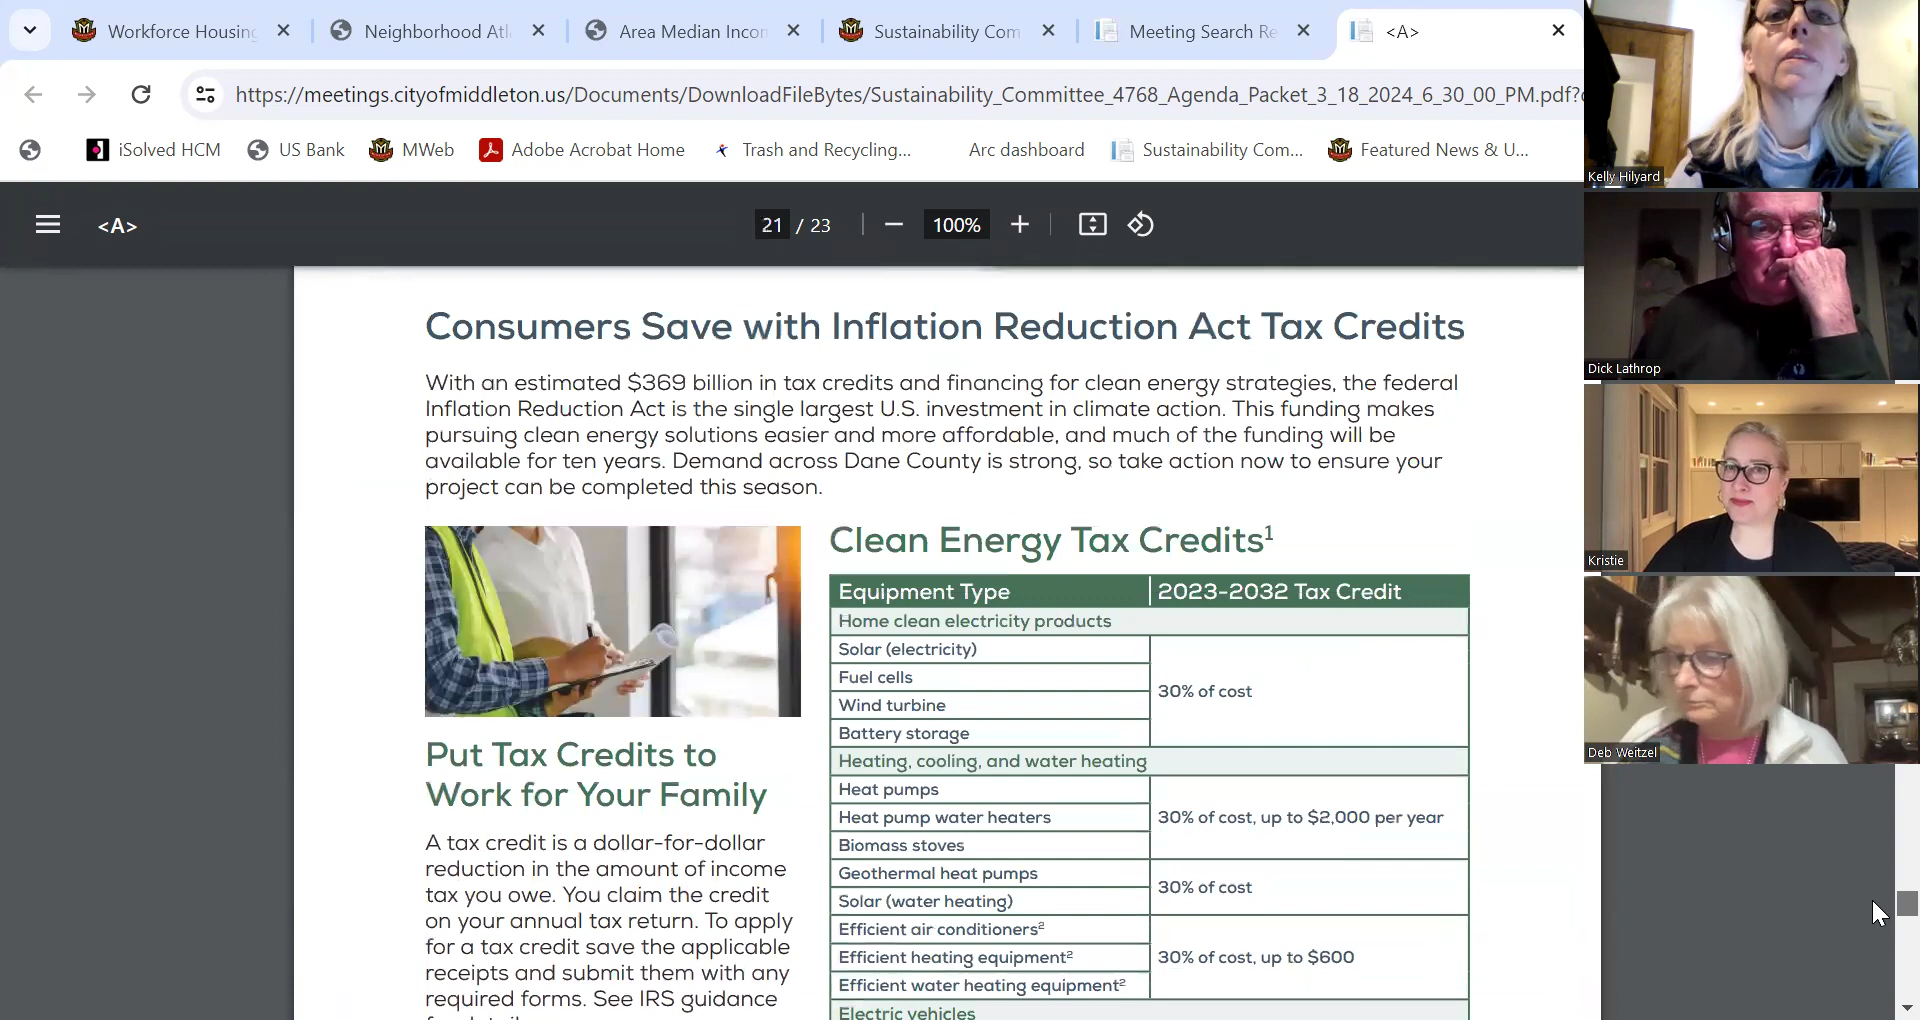 Workforce Housing
Neighborhood Atl
Area Median Incom
Sustainability Com
Meeting Search Re
<A>
https://meetings.cityofmiddleton.us/Documents/DownloadFileBytes/Sustainability_Committee_4768_Agenda_Packet_3_18_2024_6_30_00_PM.pdf?
iSolved HCM
US Bank
MWeb
Adobe Acrobat Home
Trash and Recycling...
Arc dashboard
Sustainability Com...
Featured News & U...
<A>
21 / 23
100%
Consumers Save with Inflation Reduction Act Tax Credits
With an estimated $369 billion in tax credits and financing for clean energy strategies, the federal
Inflation Reduction Act is the single largest U.S. investment in climate action. This funding makes
pursuing clean energy solutions easier and more affordable, and much of the funding will be
available for ten years. Demand across Dane County is strong, so take action now to ensure your
project can be completed this season.
Put Tax Credits to
Work for Your Family
A tax credit is a dollar-for-dollar
reduction in the amount of income
tax you owe. You claim the credit
on your annual tax return. To apply
for a tax credit save the applicable
receipts and submit them with any
required forms. See IRS guidance
Clean Energy Tax Credits¹
Equipment Type
2023-2032 Tax Credit
Home clean electricity products
Solar (electricity)
Fuel cells
Wind turbine
Battery storage
30% of cost
Heating, cooling, and water heating
Heat pumps
Heat pump water heaters
Biomass stoves
30% of cost, up to $2,000 per year
Geothermal heat pumps
Solar (water heating)
30% of cost
Efficient air conditioners²
Efficient heating equipment²
Efficient water heating equipment²
30% of cost, up to $600
Electric vehicles
Kelly Hilyard
Dick Lathrop
Kristie
Deb Weitzel